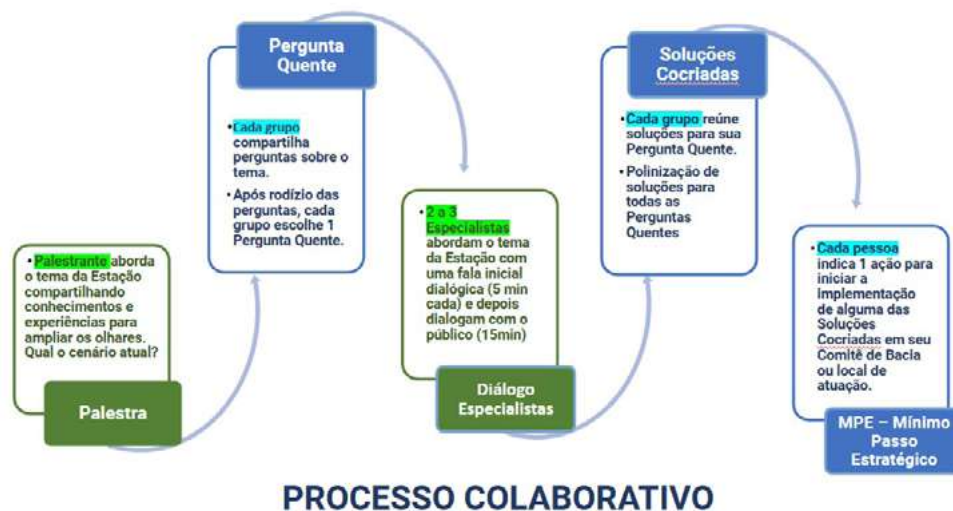 Palestrante aborda
o tema da Estação
compartilhando
conhecimentos e
experiências para
ampliar os olhares.
Qual o cenário atual?
Palestra
Pergunta
Quente
•Cada grupo
compartilha
perguntas sobre o
tema.
•Após rodízio das
perguntas, cada
grupo escolhe 1
Pergunta Quente.
•2 a 3
Especialistas
abordam o tema
da Estação com
uma fala inicial
dialógica (5 min
cada) e depois
dialogam com o
público (15min)
Diálogo
Especialistas
Soluções
Cocriadas
•Cada grupo reúne
soluções para sua
Pergunta Quente.
•Polinização de
soluções para
todas as
Perguntas
Quentes
•Cada pessoa
indica 1 ação para
iniciar a
implementação
de alguma das
Soluções
Cocriadas em seu
Comitê de Bacia
ou local de
atuação.
MPE – Mínimo
Passo
Estratégico
PROCESSO COLABORATIVO